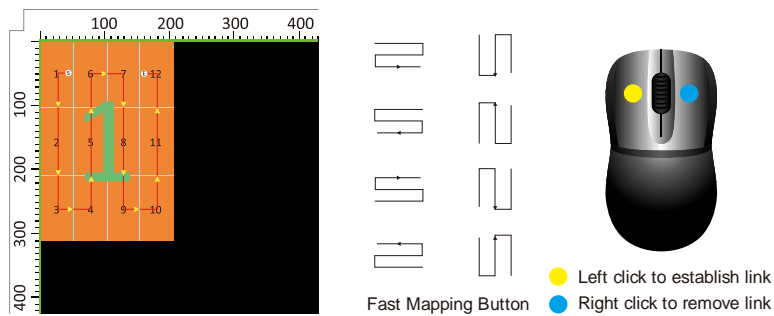 100 200 300 400
100
200
300
400
1 S 6 7 E 12
2 5 8 11
3 4 9 10
1
Fast Mapping Button
Left click to establish link
Right click to remove link